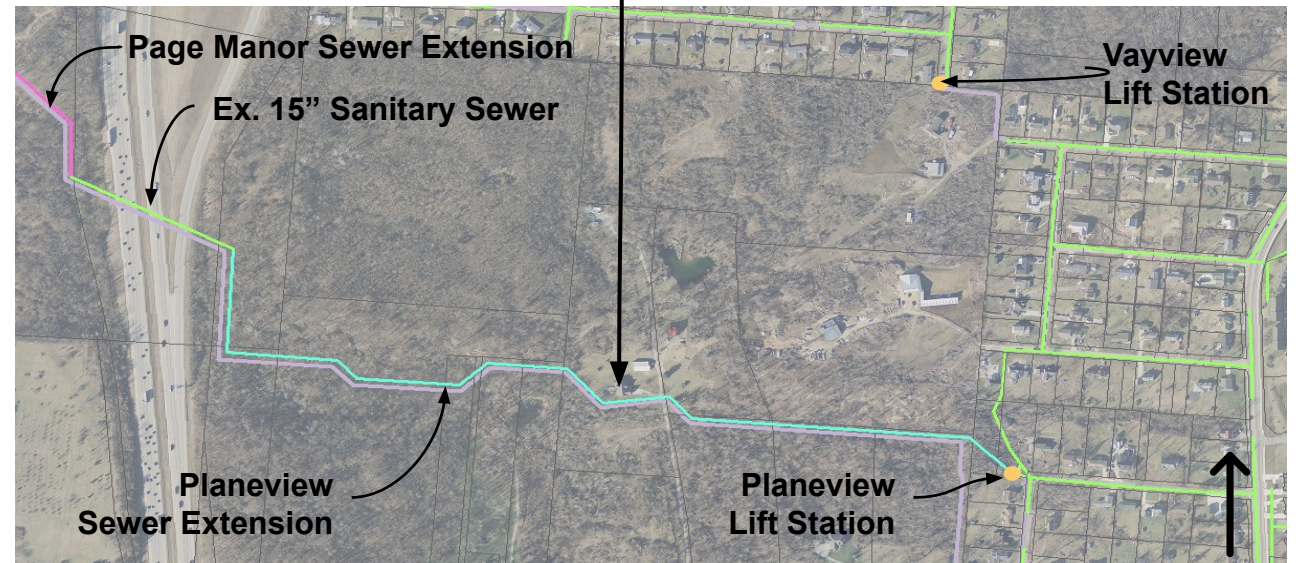 Page Manor Sewer Extension
Ex. 15” Sanitary Sewer
Vayview
Lift Station
Planeview
Sewer Extension
Planeview
Lift Station